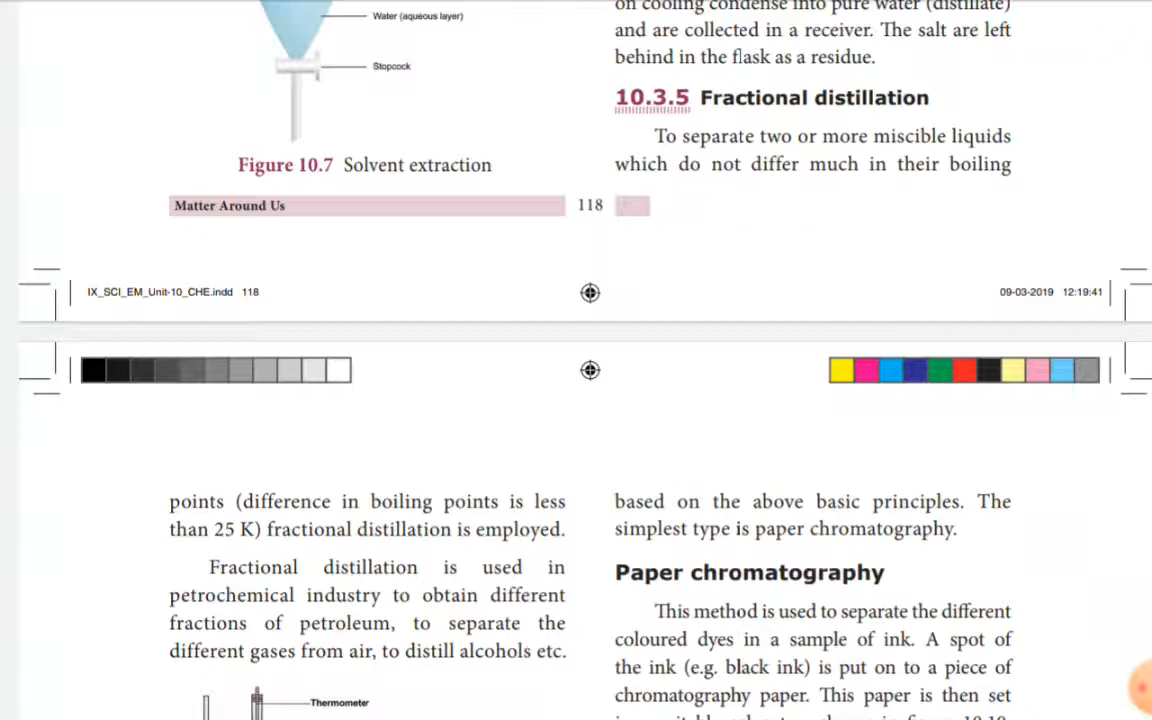 Water (aqueous layer)
Stopcock
Figure 10.7 Solvent extraction
on cooling condense into pure water (distillate)
and are collected in a receiver. The salt are left
behind in the flask as a residue.
10.3.5 Fractional distillation
To separate two or more miscible liquids
which do not differ much in their boiling
Matter Around Us
118
IX_SCI_EM_Unit-10_CHE.indd 118
09-03-2019 12:19:41
points (difference in boiling points is less
than 25 K) fractional distillation is employed.
Fractional distillation is used in
petrochemical industry to obtain different
fractions of petroleum, to separate the
different gases from air, to distill alcohols etc.
Thermometer
based on the above basic principles. The
simplest type is paper chromatography.
Paper chromatography
This method is used to separate the different
coloured dyes in a sample of ink. A spot of
the ink (e.g. black ink) is put on to a piece of
chromatography paper. This paper is then set